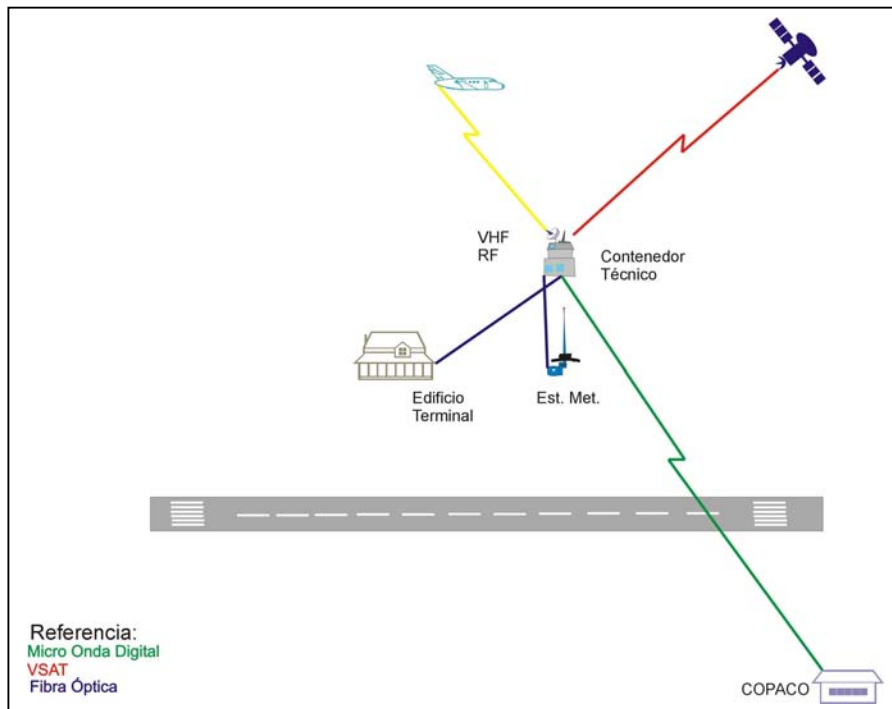 VHF
RF
Contenedor
Técnico
Edificio
Terminal
Est. Met.
Referencia:
Micro Onda Digital
VSAT
Fibra Óptica
COPACO